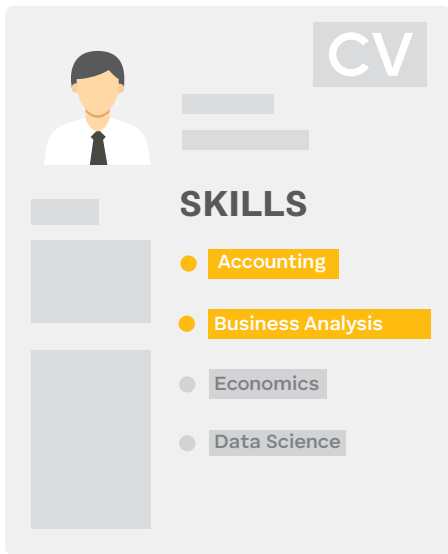 CV
SKILLS
Accounting
Business Analysis
Economics
Data Science